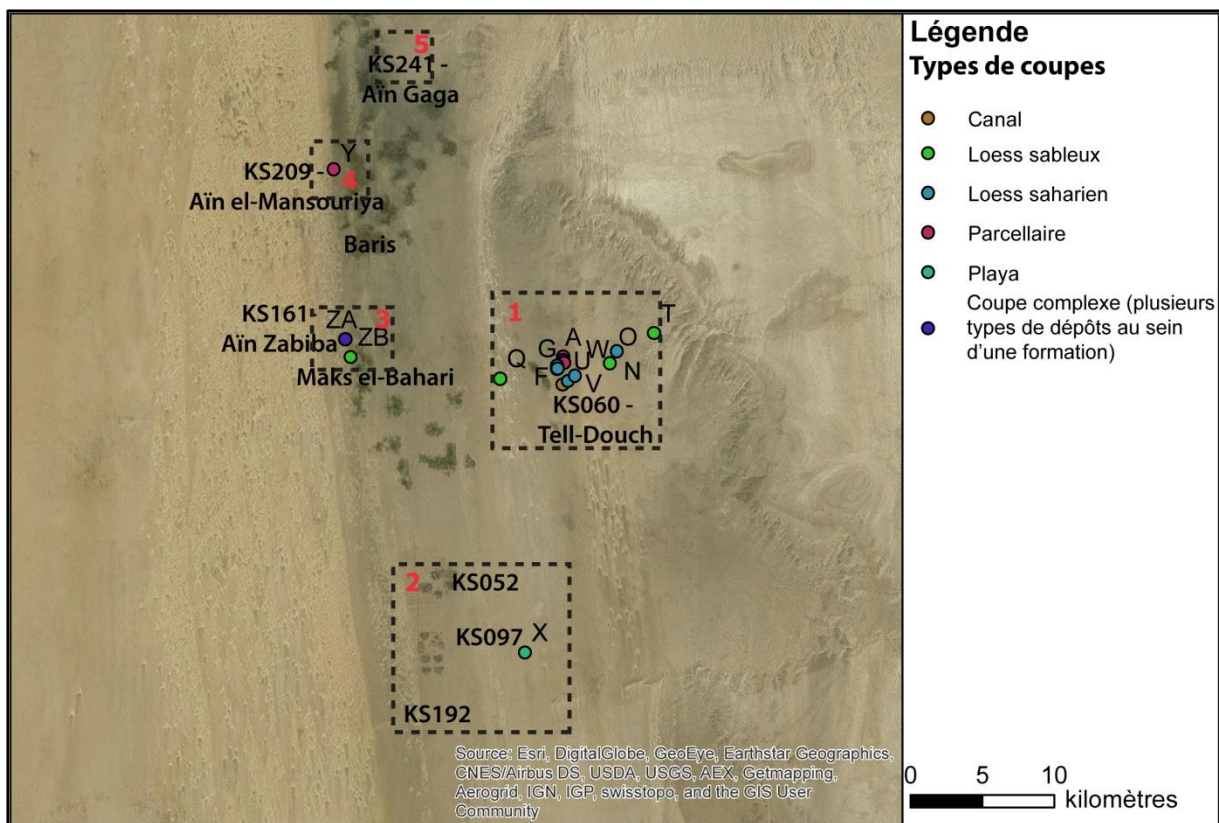 5
KS241 -
Aïn Gaga
Y
KS209 -
4
Aïn el-Mansouriya
Baris
KS161-
ZA
3
Aïn Zabiba
ZB
Maks el-Bahari
1
T
A
O
G
W
Q
U
F
N
V
KS060 -
Tell-Douch
2
KS052
KS097
X
KS192
Source: Esri, DigitalGlobe, GeoEye, Earthstar Geographics,
CNES/Airbus DS, USDA, USGS, AEX, Getmapping,
Aerogrid, IGN, IGP, swisstopo, and the GIS User
Community
Légende
Types de coupes
Canal
Loess sableux
Loess saharien
Parcellaire
Playa
Coupe complexe (plusieurs
types de dépôts au sein
d'une formation)
0 5 10
kilomètres